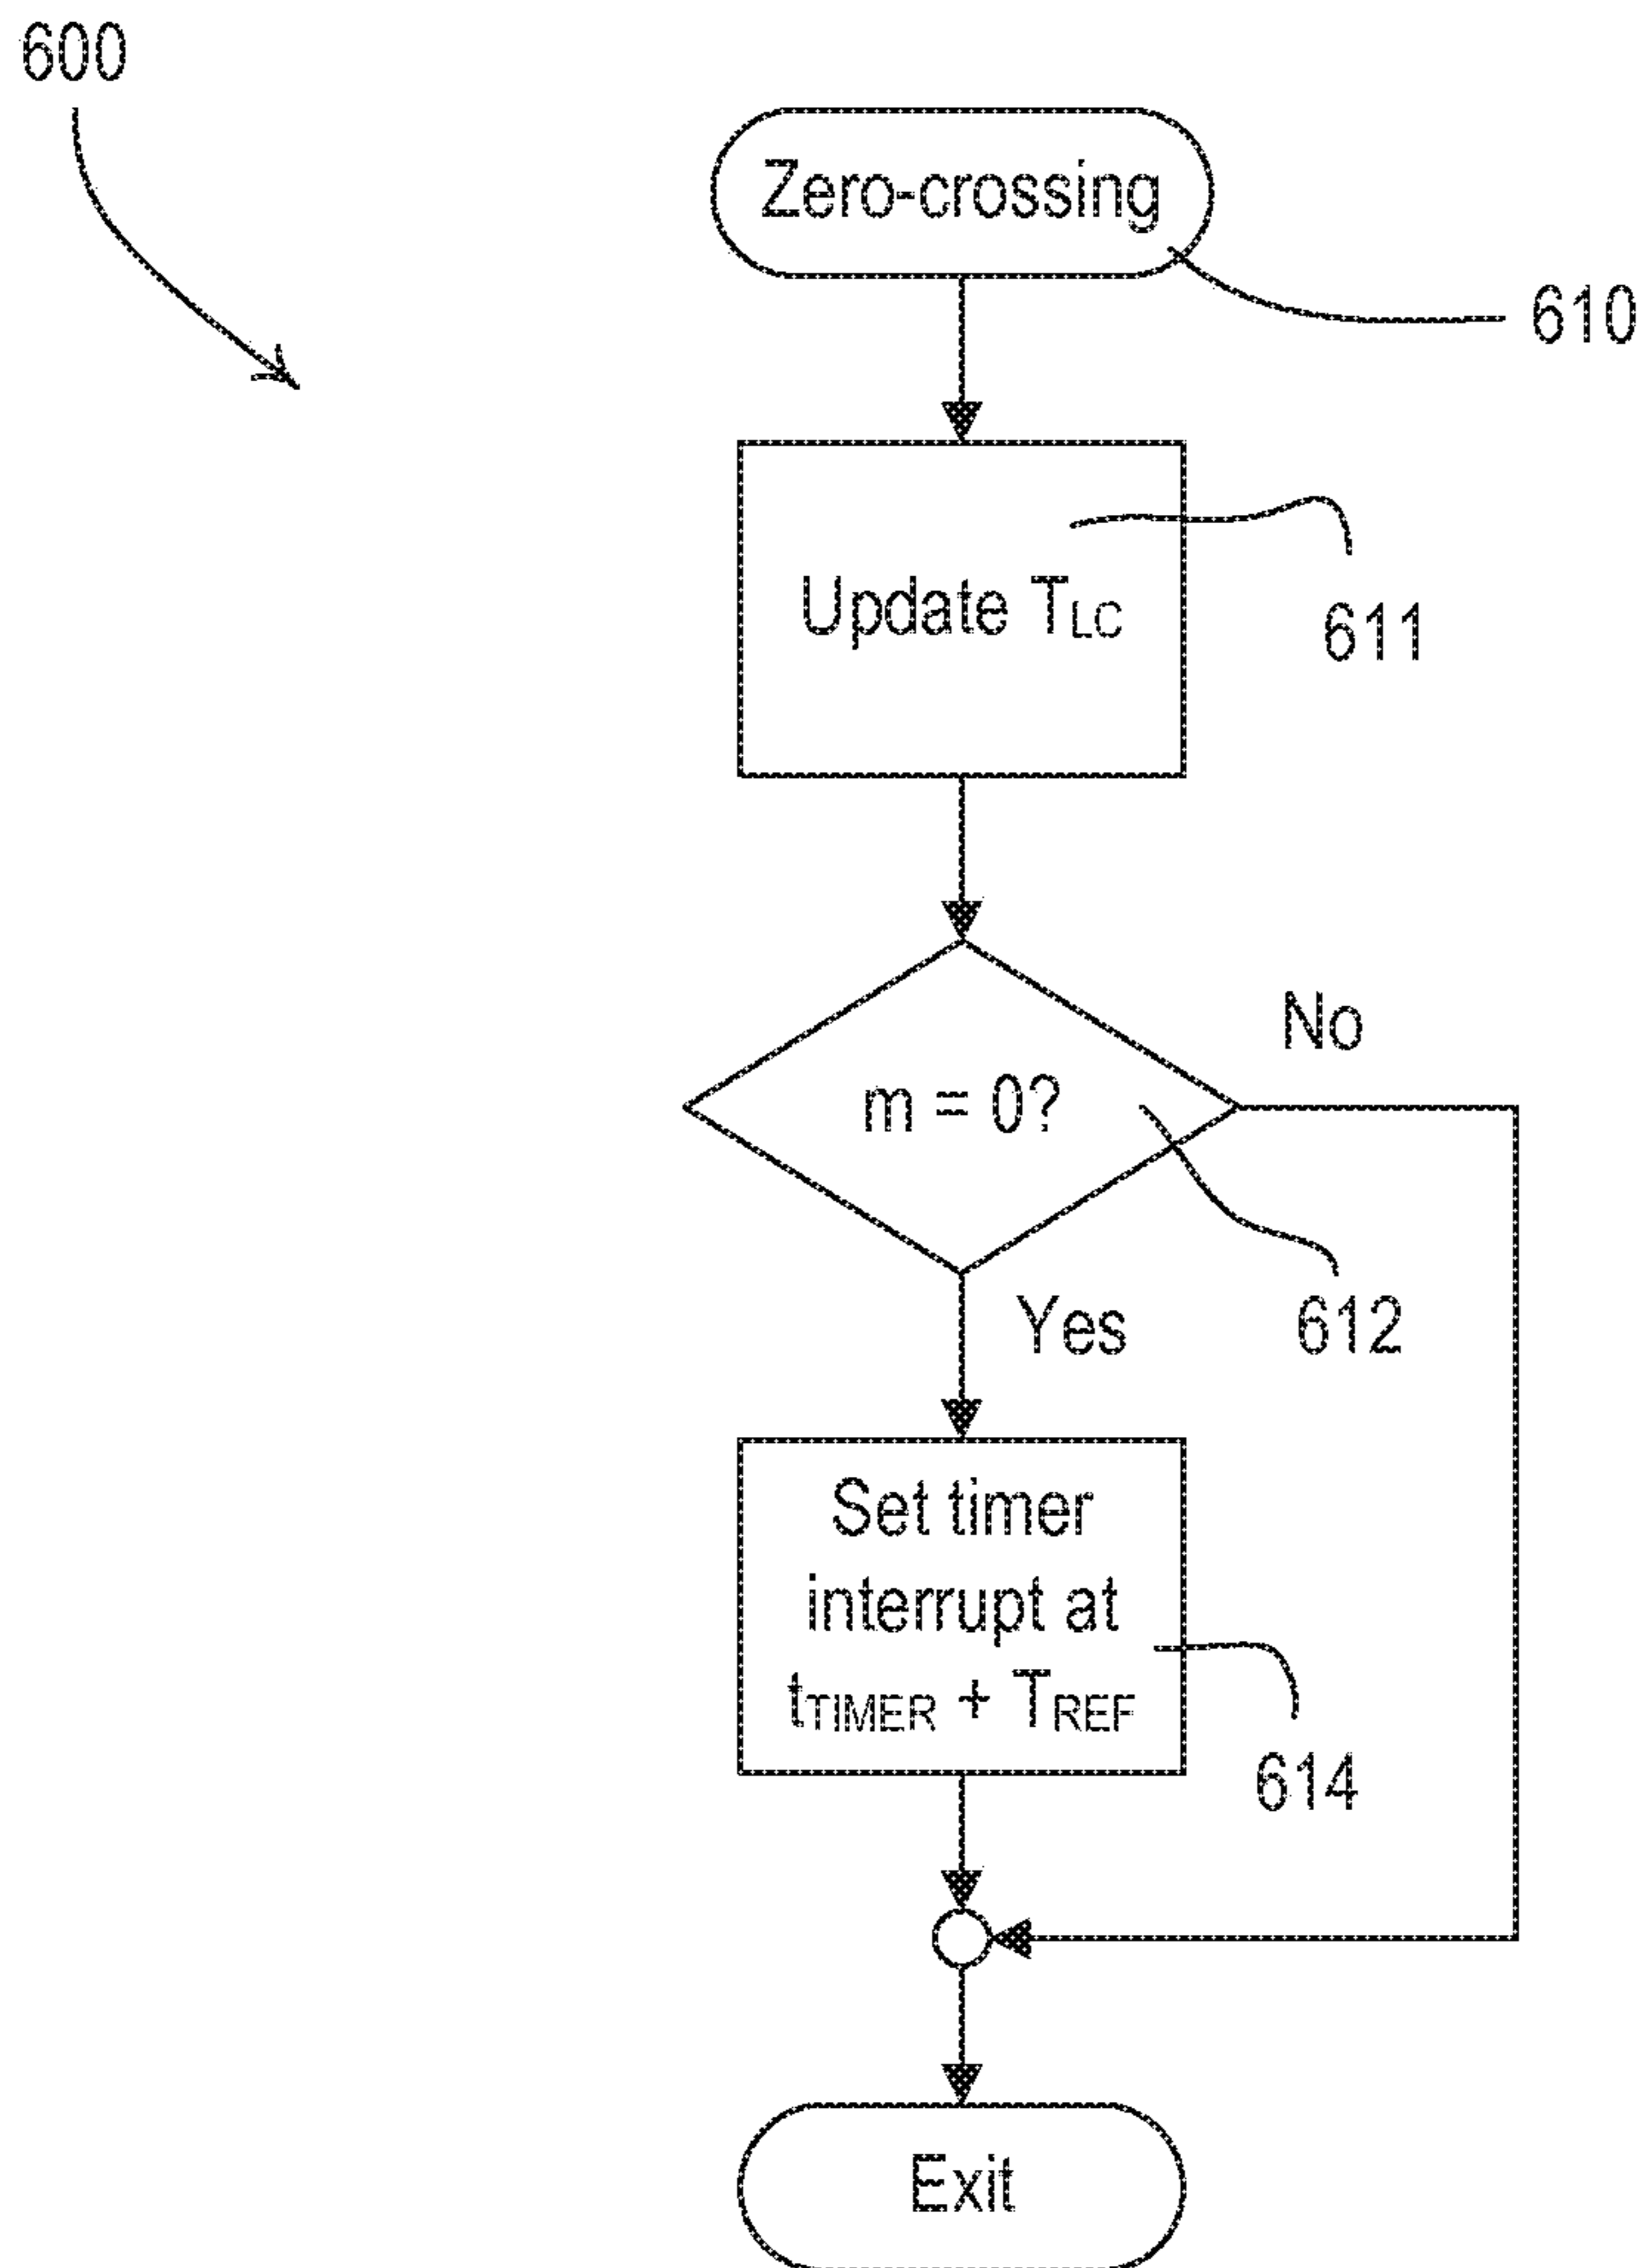 600
Zero-crossing
610
Update TLC
611
No
m = 0?
Yes
612
Set timer
interrupt at
tTIMER + TREF
614
Exit